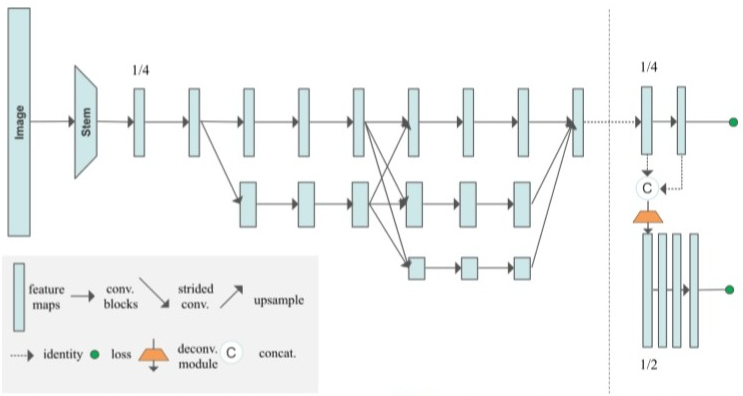 Image
Stem
1/4
1/4
C
1/2
feature
maps
conv.
blocks
strided
conv.
upsample
identity
loss
deconv.
module
C
concat.